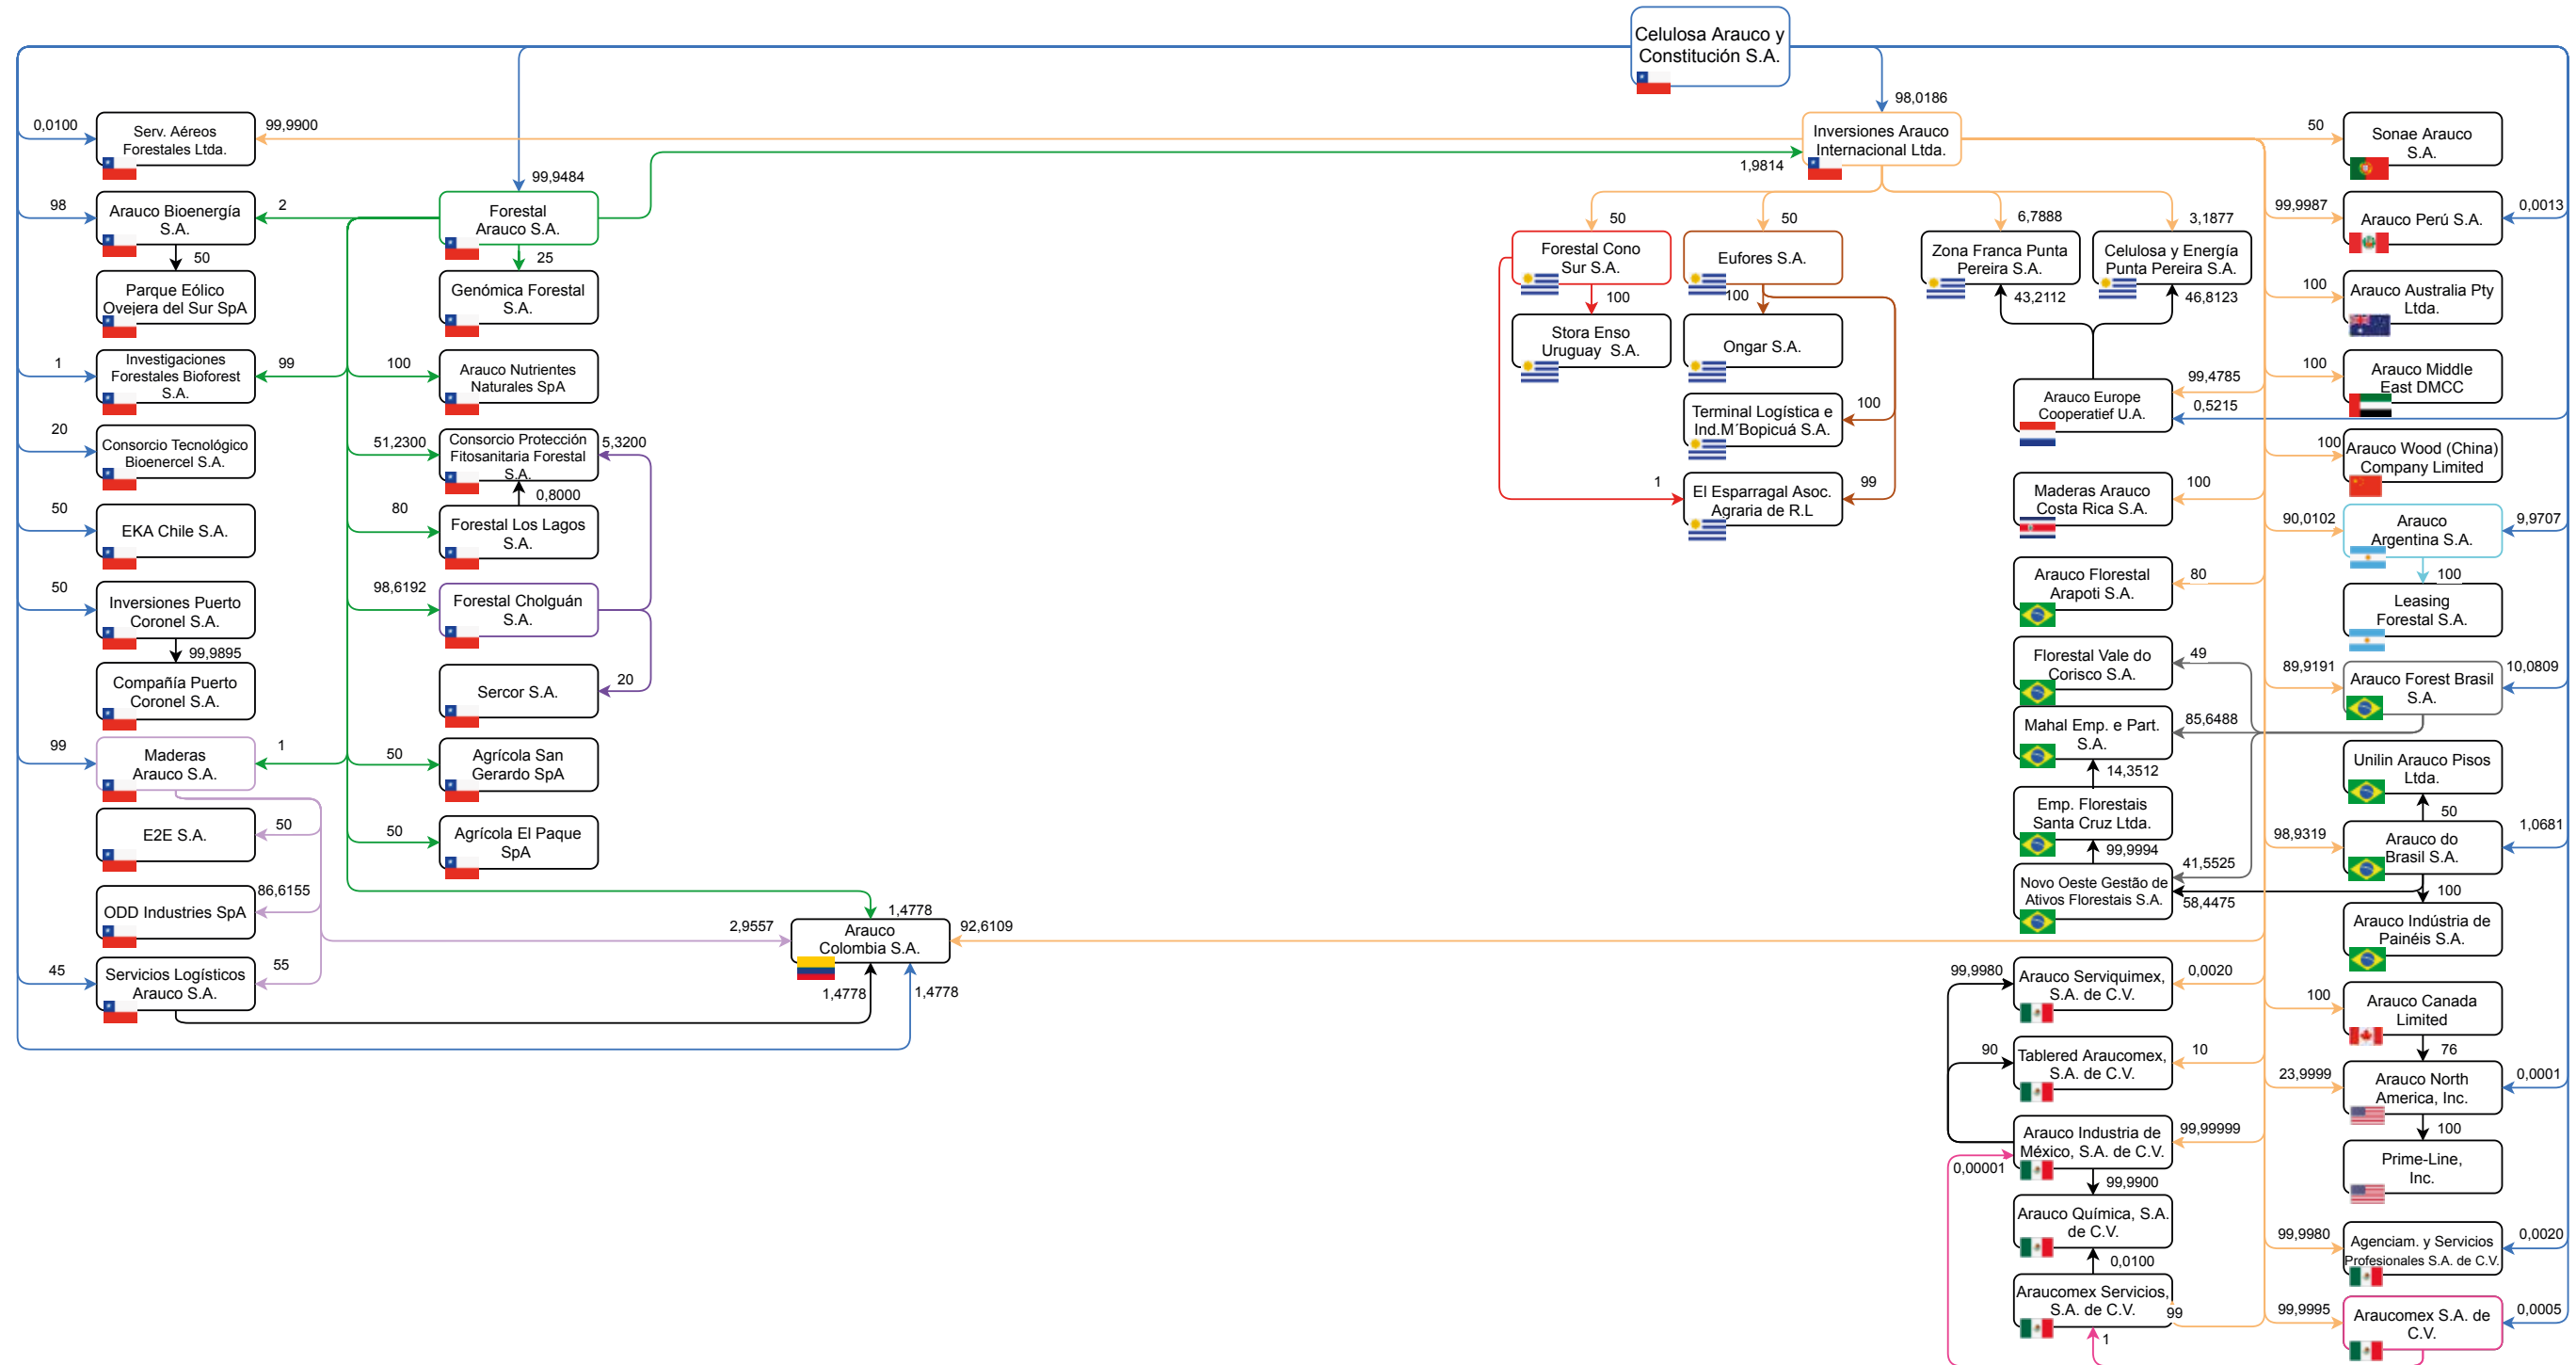 Celulosa Arauco y
Constitución S.A.
98,0186
0,0100
Serv. Aéreos
Forestales Ltda.
99,9900
Inversiones Arauco
Internacional Ltda.
1,9814
50
Sonae Arauco
S.A.
98
Arauco Bioenergía
S.A.
2
50
Parque Eólico
Ovejera del Sur SpA
99,9484
Forestal
Arauco S.A.
25
Genómica Forestal
S.A.
1
Investigaciones
Forestales Bioforest
S.A.
99
100
Arauco Nutrientes
Naturales SpA
20
Consorcio Tecnológico
Bioenercel S.A.
51,2300
Consorcio Protección
Fitosanitaria Forestal
S.A.
5,3200
0,8000
50
EKA Chile S.A.
80
Forestal Los Lagos
S.A.
50
Inversiones Puerto
Coronel S.A.
99,9895
Compañía Puerto
Coronel S.A.
98,6192
Forestal Cholguán
S.A.
Sercor S.A.
20
99
Maderas
Arauco S.A.
1
50
Agrícola San
Gerardo SpA
E2E S.A.
50
50
Agrícola El Paque
SpA
ODD Industries SpA
86,6155
45
Servicios Logísticos
Arauco S.A.
55
2,9557
1,4778
Arauco
Colombia S.A.
92,6109
1,4778
1,4778
50
Forestal Cono
Sur S.A.
100
Stora Enso
Uruguay S.A.
50
Eufores S.A.
100
Ongar S.A.
Terminal Logística e
Ind.M´Bopicuá S.A.
100
1
El Esparragal Asoc.
Agraria de R.L
99
6,7888
Zona Franca Punta
Pereira S.A.
43,2112
3,1877
Celulosa y Energía
Punta Pereira S.A.
46,8123
Arauco Europe
Cooperatief U.A.
99,4785
0,5215
Maderas Arauco
Costa Rica S.A.
100
Arauco Florestal
Arapoti S.A.
80
Florestal Vale do
Corisco S.A.
49
Mahal Emp. e Part.
S.A.
85,6488
14,3512
Emp. Florestais
Santa Cruz Ltda.
99,9994
Novo Oeste Gestão de
Ativos Florestais S.A.
41,5525
58,4475
99,9980
Arauco Serviquimex,
S.A. de C.V.
0,0020
90
Tablered Araucomex,
S.A. de C.V.
10
Arauco Industria de
México, S.A. de C.V.
99,99999
0,00001
99,9900
Arauco Química, S.A.
de C.V.
0,0100
Araucomex Servicios,
S.A. de C.V.
99
1
99,9987
Arauco Perú S.A.
0,0013
100
Arauco Australia Pty
Ltda.
100
Arauco Middle
East DMCC
100
Arauco Wood (China)
Company Limited
90,0102
Arauco
Argentina S.A.
9,9707
100
Leasing
Forestal S.A.
89,9191
Arauco Forest Brasil
S.A.
10,0809
Unilin Arauco Pisos
Ltda.
50
98,9319
Arauco do
Brasil S.A.
1,0681
100
Arauco Indústria de
Painéis S.A.
100
Arauco Canada
Limited
76
23,9999
Arauco North
America, Inc.
0,0001
100
Prime-Line,
Inc.
99,9980
Agenciam. y Servicios
Profesionales S.A. de C.V.
0,0020
99,9995
Araucomex S.A. de
C.V.
0,0005